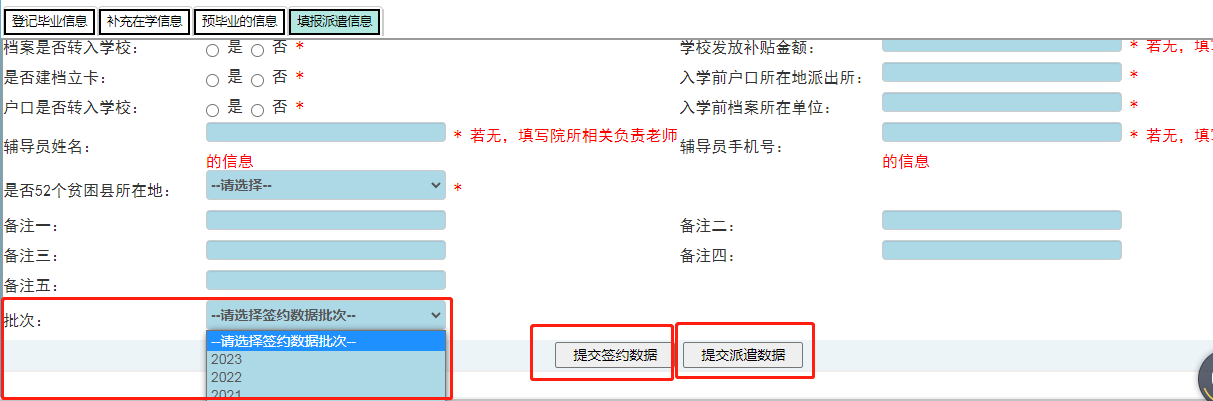 登记毕业信息 补充在学信息 预毕业的信息 填报派遣信息
档案是否转入学校： 是 否 * 学校发放补贴金额： * 若无，填
是否建档立卡： 是 否 * 入学前户口所在地派出所： *
户口是否转入学校： 是 否 * 入学前档案所在单位： *
辅导员姓名： * 若无，填写院所相关负责老师的信息 辅导员手机号： * 若无，填
的信息
是否52个贫困县所在地： --请选择-- *
备注一： 备注二：
备注三： 备注四：
备注五：
批次： --请选择签约数据批次--
--请选择签约数据批次--
2023
2022
2021
提交签约数据 提交派遣数据